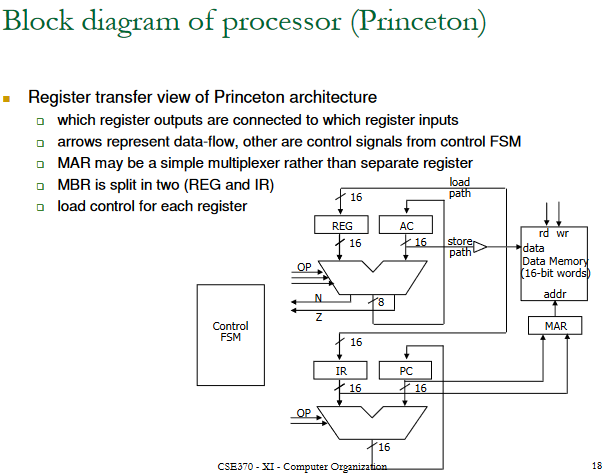 Block diagram of processor (Princeton)
Register transfer view of Princeton architecture
which register outputs are connected to which register inputs
arrows represent data-flow, other are control signals from control FSM
MAR may be a simple multiplexer rather than separate register
MBR is split in two (REG and IR)
load control for each register
load
path
16
REG
AC
rd wr
16
16
store
path
data
Data Memory
(16-bit words)
OP
addr
N
8
Z
Control
FSM
MAR
16
IR
PC
16
16
OP
16
CSE370 - XI - Computer Organization
18